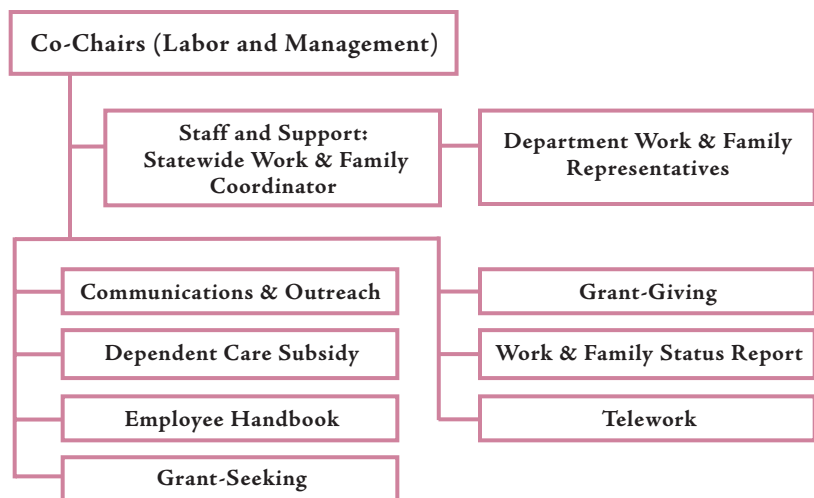 Co-Chairs (Labor and Management)
Staff and Support:
Statewide Work & Family
Coordinator
Department Work & Family
Representatives
Communications & Outreach
Dependent Care Subsidy
Employee Handbook
Grant-Seeking
Grant-Giving
Work & Family Status Report
Telework